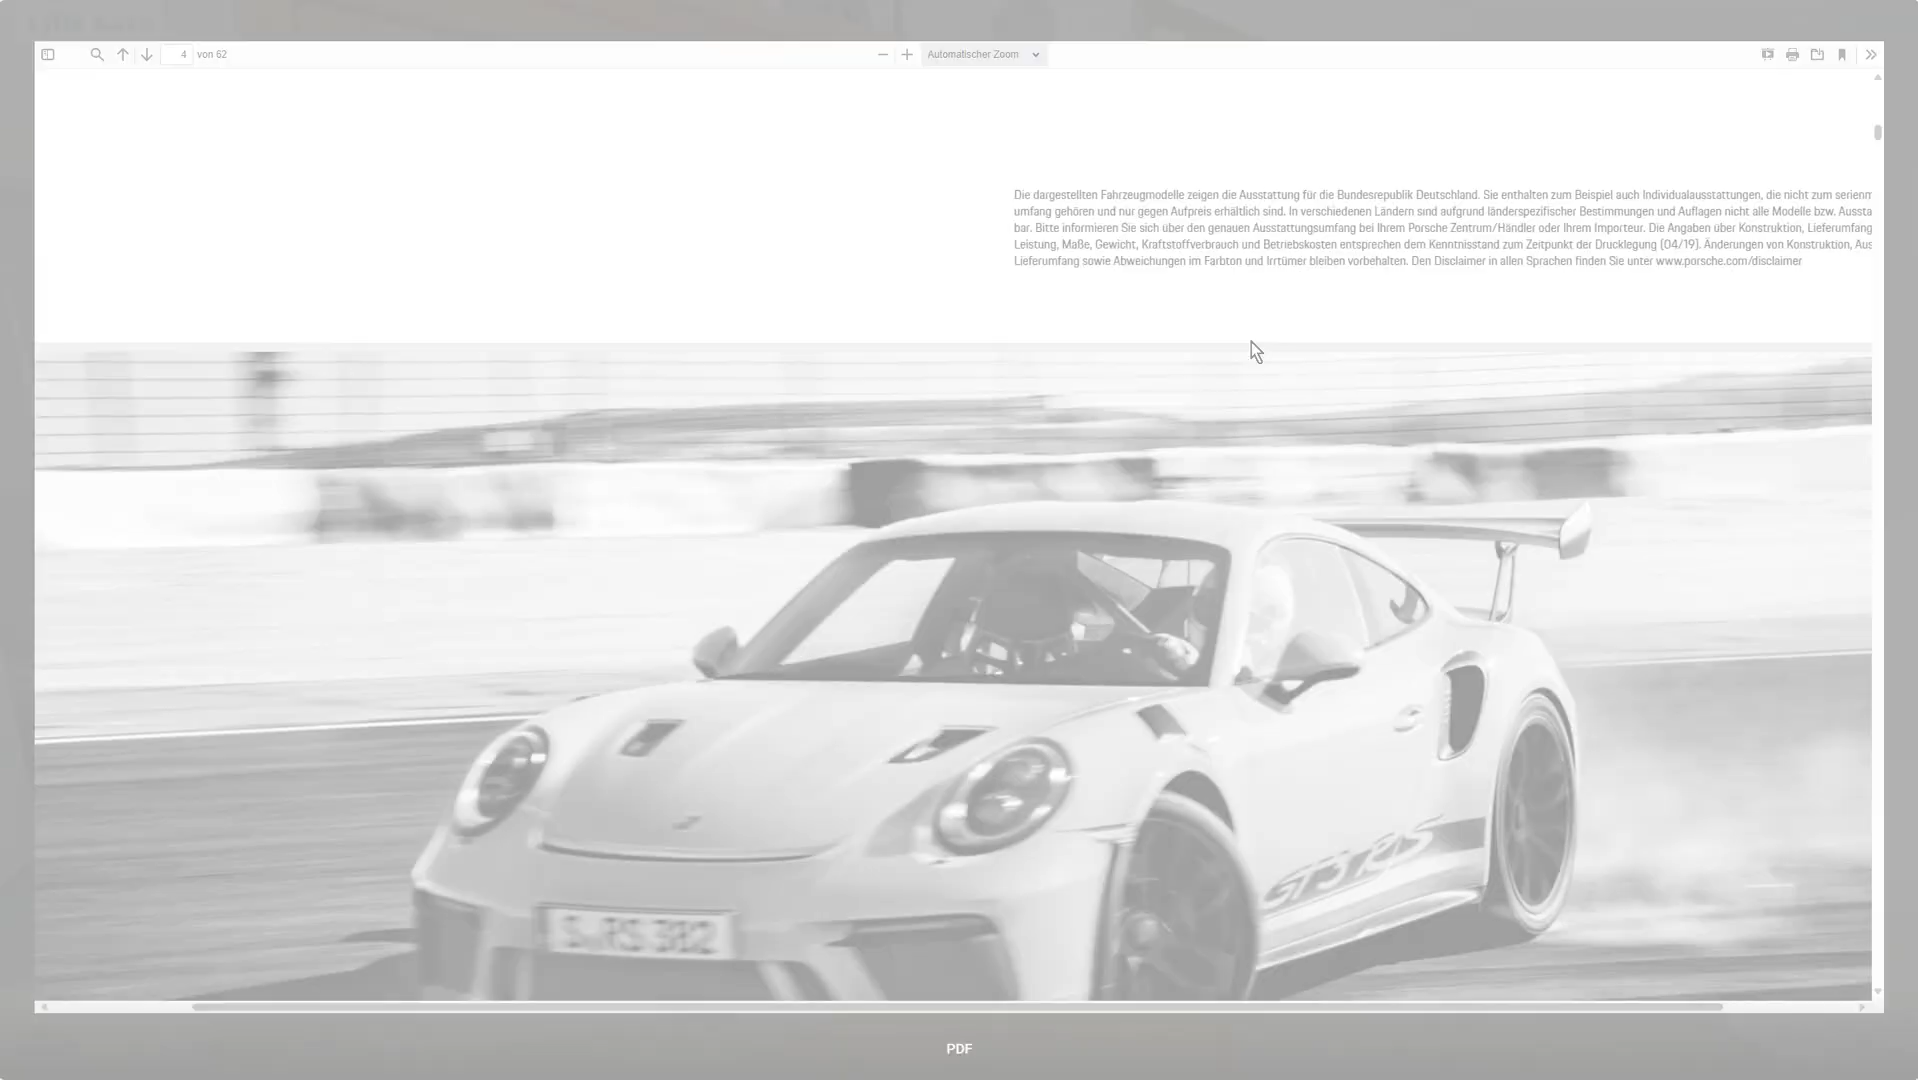 4 von 62 Automatischer Zoom
Die dargestellten Fahrzeugmodelle zeigen die Ausstattung für die Bundesrepublik Deutschland. Sie enthalten zum Beispiel auch Individualausstattungen, die nicht zum serienm
umfang gehören und nur gegen Aufpreis erhältlich sind. In verschiedenen Ländern sind aufgrund länderspezifischer Bestimmungen und Auflagen nicht alle Modelle bzw. Aussta
bar. Bitte informieren Sie sich über den genauen Ausstattungsumfang bei Ihrem Porsche Zentrum/Händler oder Ihrem Importeur. Die Angaben über Konstruktion, Lieferumfang
Leistung, Maße, Gewicht, Kraftstoffverbrauch und Betriebskosten entsprechen dem Kenntnisstand zum Zeitpunkt der Drucklegung (04/19). Änderungen von Konstruktion, Aus
Lieferumfang sowie Abweichungen im Farbton und Irrtümer bleiben vorbehalten. Den Disclaimer in allen Sprachen finden Sie unter www.porsche.com/disclaimer
GT3 RS
S RS 382
PDF